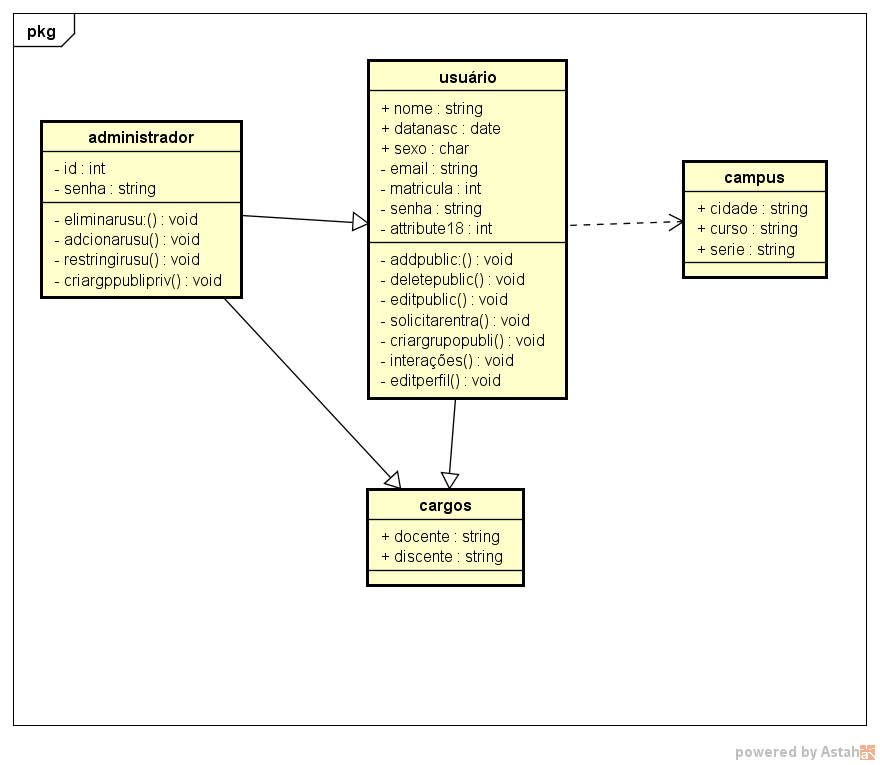 pkg
usuário
+ nome : string
+ datanasc : date
+ sexo : char
- email : string
- matricula : int
- senha : string
- attribute18 : int
- addpublic:() : void
- deletepublic() : void
- editpublic() : void
- solicitarentra() : void
- criargrupopubli() : void
- interações() : void
- editperfil() : void
administrador
- id : int
- senha : string
- eliminarusu:() : void
- adcionarusu() : void
- restringirusu() : void
- criargppublipriv() : void
campus
+ cidade : string
+ curso : string
+ serie : string
cargos
+ docente : string
+ discente : string
powered by Astah